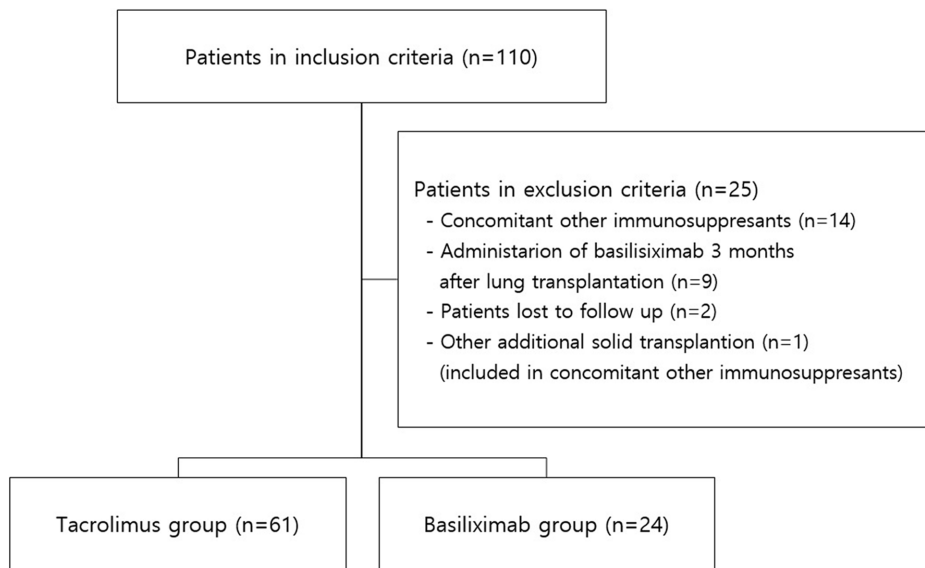 Patients in inclusion criteria (n=110)
Patients in exclusion criteria (n=25)
- Concomitant other immunosuppresants (n=14)
- Administarion of basilisiximab 3 months
after lung transplantation (n=9)
- Patients lost to follow up (n=2)
- Other additional solid transplantion (n=1)
(included in concomitant other immunosuppresants)
Tacrolimus group (n=61)
Basiliximab group (n=24)